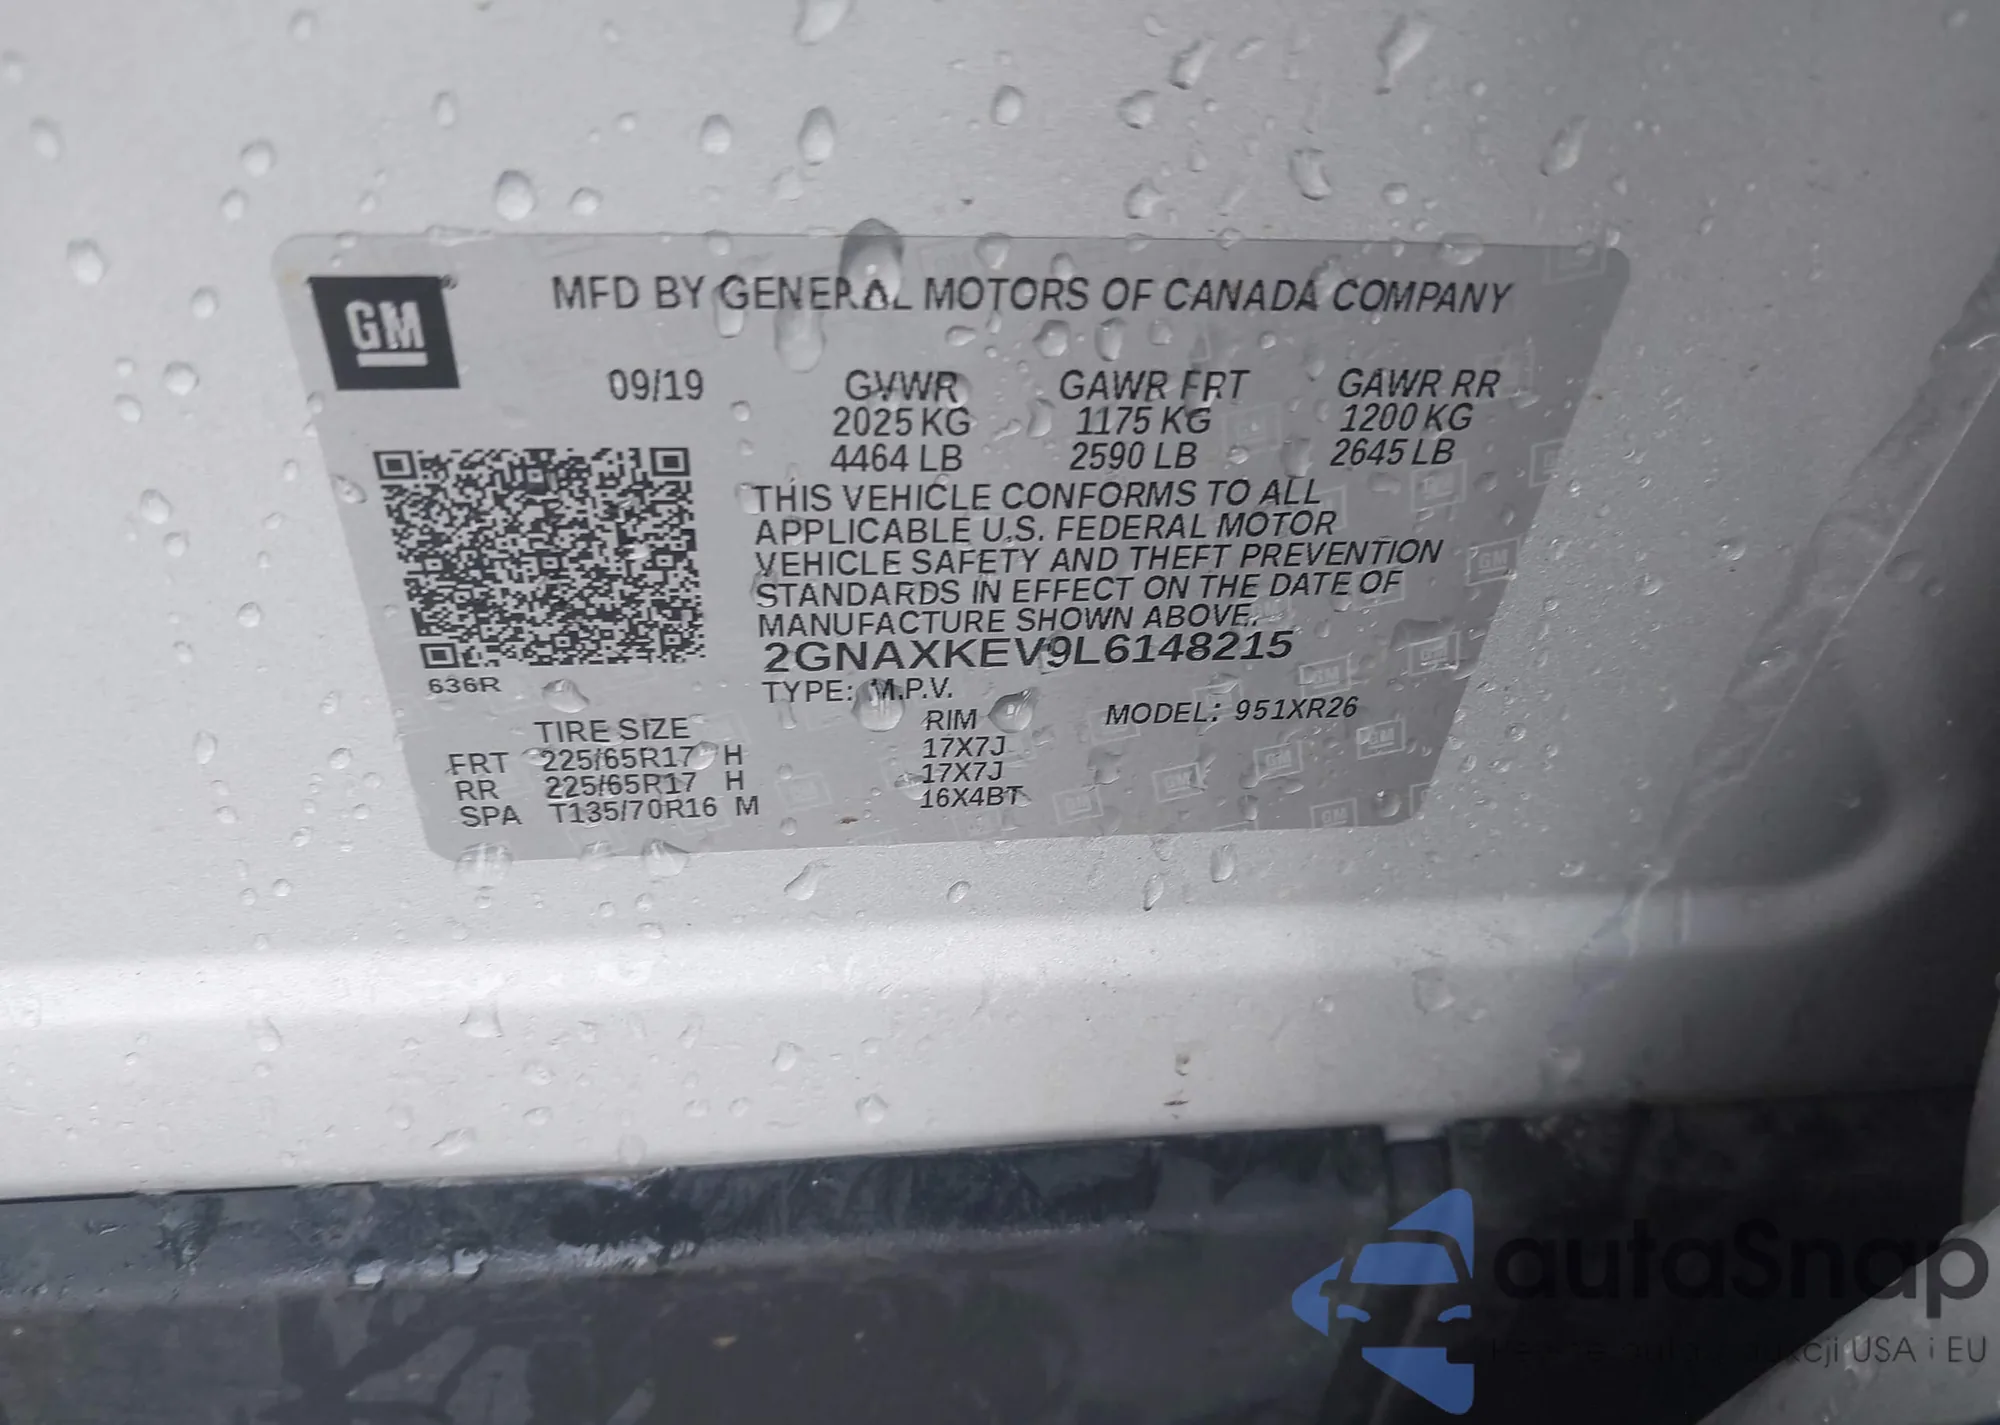 GM
MFD BY GENERAL MOTORS OF CANADA COMPANY
09/19 GVWR GAWR FRT GAWR RR
2025 KG 1175 KG 1200 KG
4464 LB 2590 LB 2645 LB
THIS VEHICLE CONFORMS TO ALL
APPLICABLE U.S. FEDERAL MOTOR
VEHICLE SAFETY AND THEFT PREVENTION
STANDARDS IN EFFECT ON THE DATE OF
MANUFACTURE SHOWN ABOVE.
2GNAXKEV9L6148215
636R
TYPE: M.P.V. MODEL: 951XR26
TIRE SIZE RIM
FRT 225/65R17 H 17X7J
RR 225/65R17 H 17X7J
SPA T135/70R16 M 16X4BT
autaSnap
USA i EU